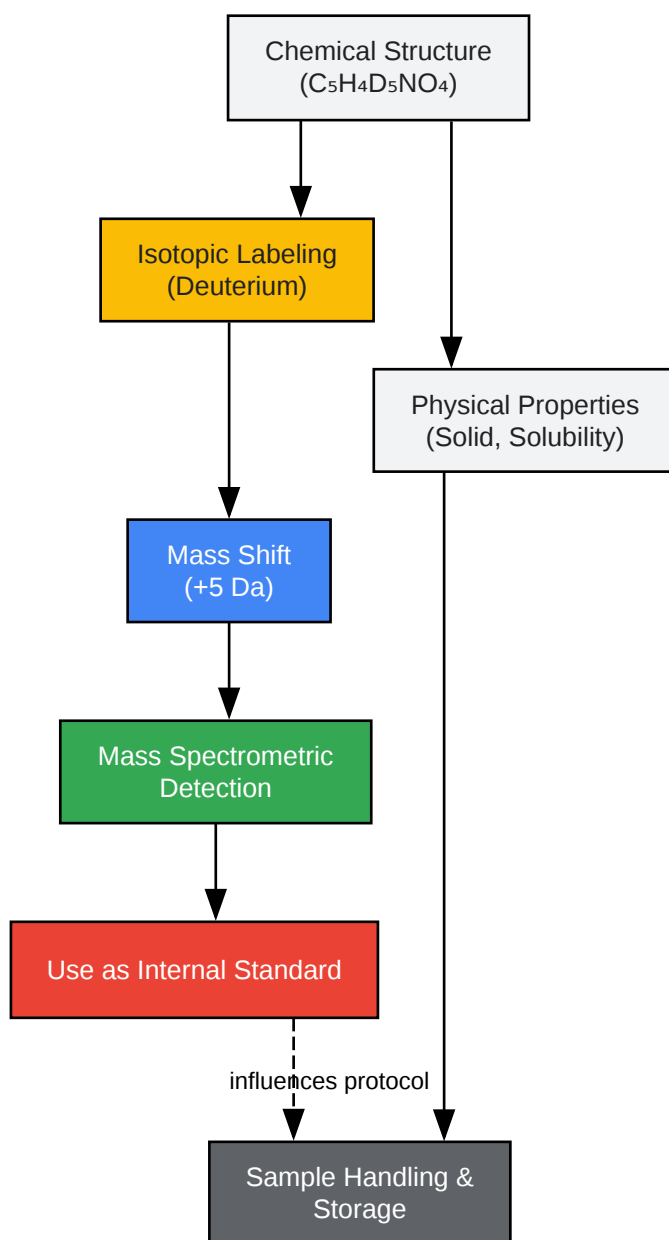 Chemical Structure
(C₅H₄D₅NO₄)
Isotopic Labeling
(Deuterium)
Physical Properties
(Solid, Solubility)
Mass Shift
(+5 Da)
Mass Spectrometric
Detection
Use as Internal Standard
influences protocol
Sample Handling &
Storage